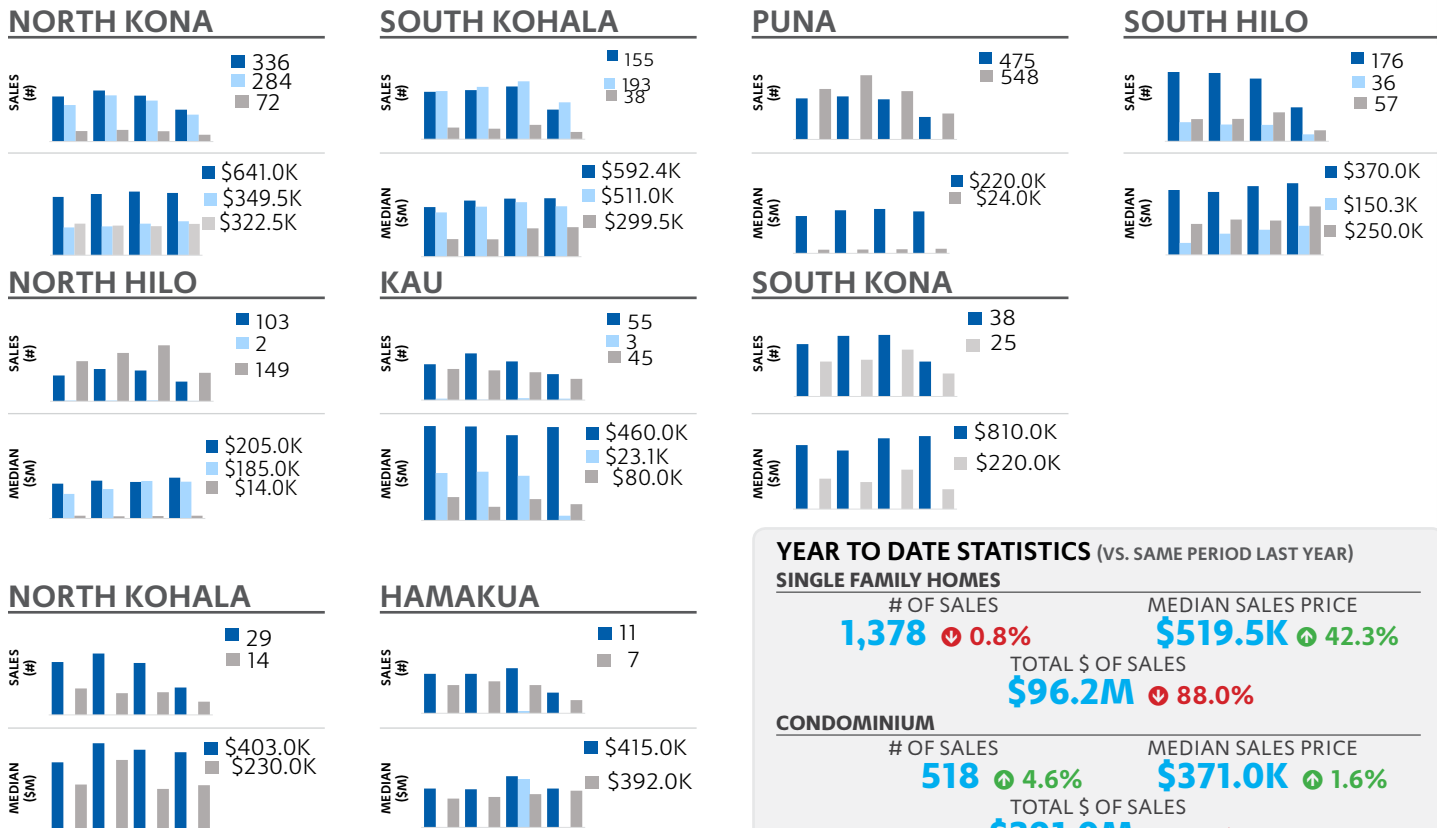 NORTH KONA
SALES
(#)
336
284
72
$641.0K
$349.5K
$322.5K
SOUTH KOHALA
SALES
(#)
155
193
38
MEDIAN
($M)
$592.4K
$511.0K
$299.5K
PUNA
SALES
(#)
475
548
MEDIAN
($M)
$220.0K
$24.0K
SOUTH HILO
SALES
(#)
176
36
57
MEDIAN
($M)
$370.0K
$150.3K
$250.0K
NORTH HILO
SALES
(#)
103
2
149
MEDIAN
($M)
$205.0K
$185.0K
$14.0K
KAU
SALES
(#)
55
3
45
MEDIAN
($M)
$460.0K
$23.1K
$80.0K
SOUTH KONA
SALES
(#)
38
25
MEDIAN
($M)
$810.0K
$220.0K
NORTH KOHALA
SALES
(#)
29
14
MEDIAN
($M)
$403.0K
$230.0K
HAMAKUA
SALES
(#)
11
7
MEDIAN
($M)
$415.0K
$392.0K
YEAR TO DATE STATISTICS (VS. SAME PERIOD LAST YEAR)
SINGLE FAMILY HOMES
# OF SALES
1,378 0.8%
MEDIAN SALES PRICE
$519.5K 42.3%
TOTAL $ OF SALES
$96.2M 88.0%
CONDOMINIUM
# OF SALES
518 4.6%
MEDIAN SALES PRICE
$371.0K 1.6%
TOTAL $ OF SALES